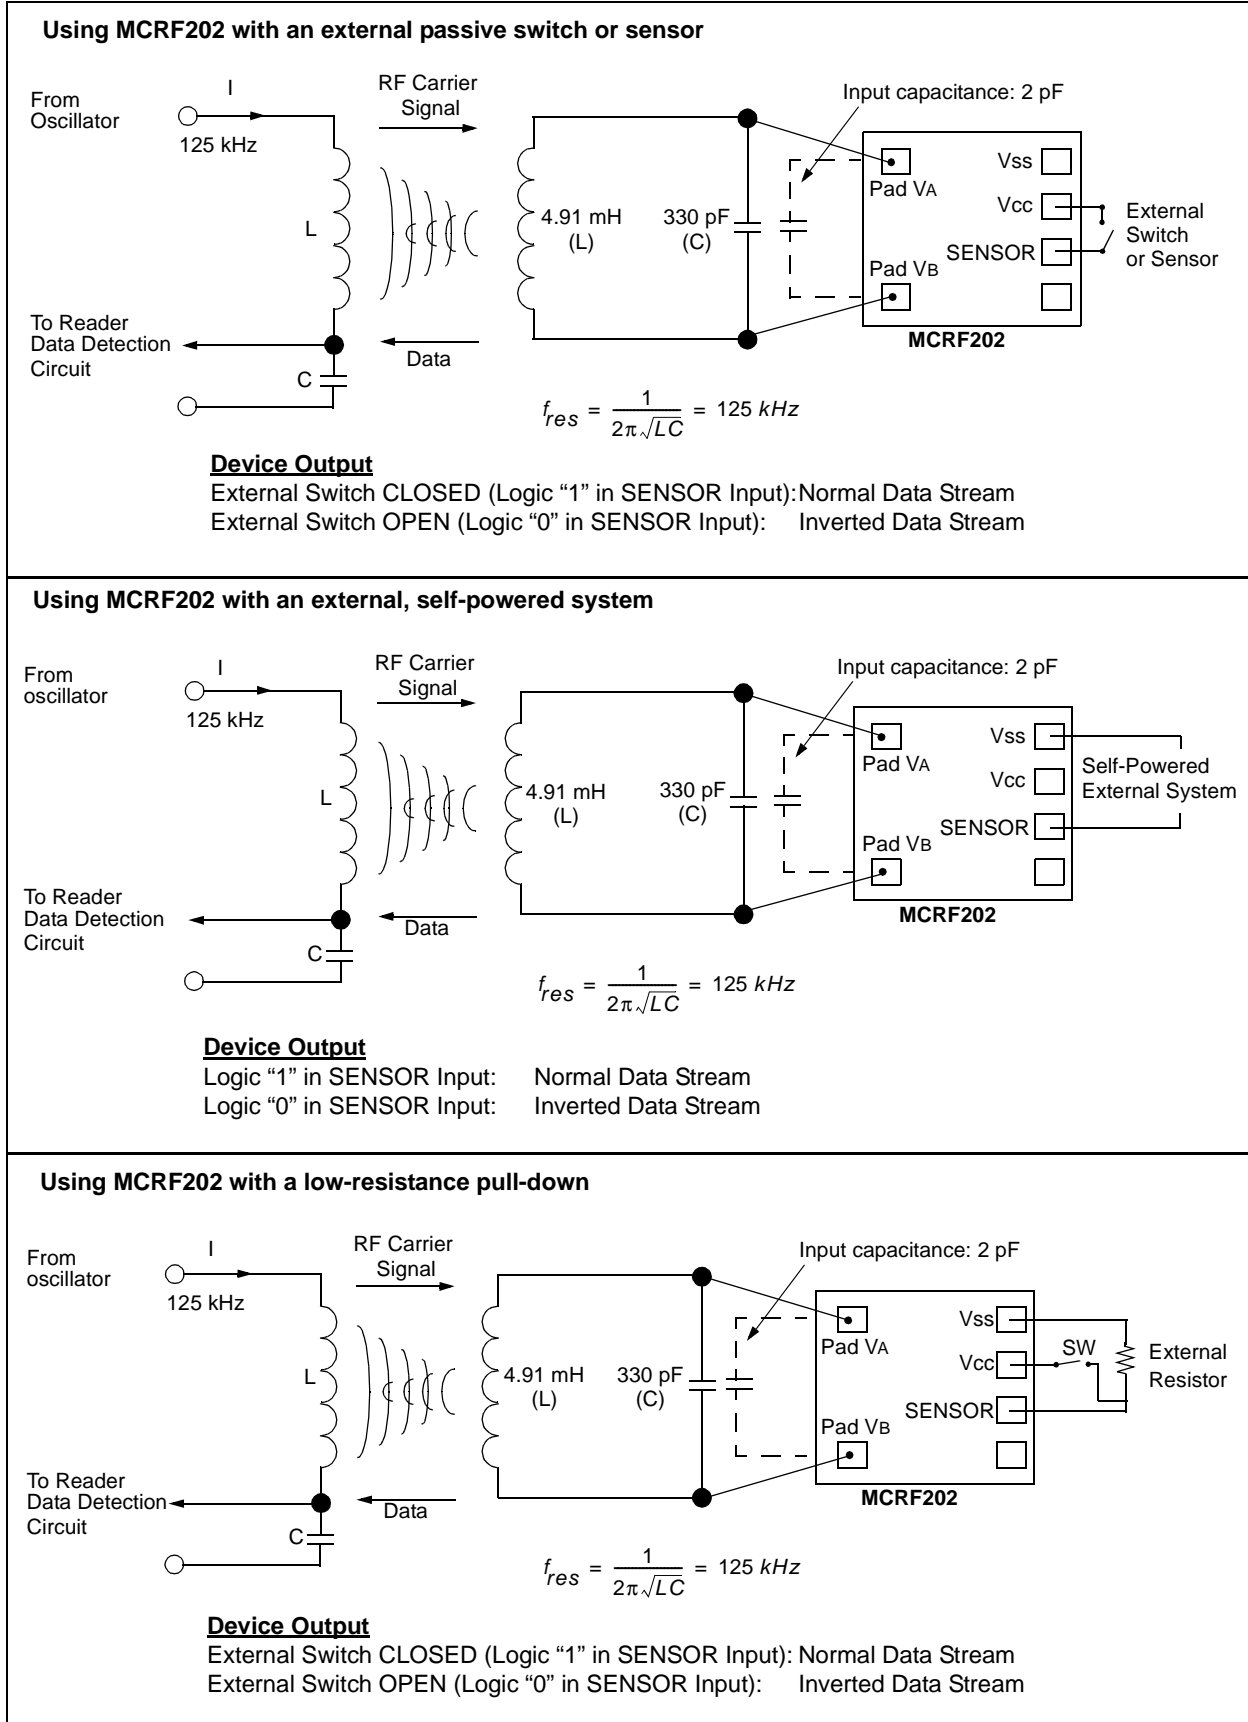 Using MCRF202 with an external passive switch or sensor
From
Oscillator
I
125 kHz
RF Carrier
Signal
Input capacitance: 2 pF
L
4.91 mH
(L)
330 pF
(C)
Pad VA
Pad VB
Vss
Vcc
SENSOR
External
Switch
or Sensor
MCRF202
To Reader
Data Detection
Circuit
C
Data
fres = 1 / 2π√LC = 125 kHz
Device Output
External Switch CLOSED (Logic “1” in SENSOR Input): Normal Data Stream
External Switch OPEN (Logic “0” in SENSOR Input): Inverted Data Stream
Using MCRF202 with an external, self-powered system
From
oscillator
I
125 kHz
RF Carrier
Signal
Input capacitance: 2 pF
L
4.91 mH
(L)
330 pF
(C)
Pad VA
Pad VB
Vss
Vcc
SENSOR
Self-Powered
External System
MCRF202
To Reader
Data Detection
Circuit
C
Data
fres = 1 / 2π√LC = 125 kHz
Device Output
Logic “1” in SENSOR Input: Normal Data Stream
Logic “0” in SENSOR Input: Inverted Data Stream
Using MCRF202 with a low-resistance pull-down
From
oscillator
I
125 kHz
RF Carrier
Signal
Input capacitance: 2 pF
L
4.91 mH
(L)
330 pF
(C)
Pad VA
Pad VB
Vss
Vcc
SENSOR
SW
External
Resistor
MCRF202
To Reader
Data Detection
Circuit
C
Data
fres = 1 / 2π√LC = 125 kHz
Device Output
External Switch CLOSED (Logic “1” in SENSOR Input): Normal Data Stream
External Switch OPEN (Logic “0” in SENSOR Input): Inverted Data Stream